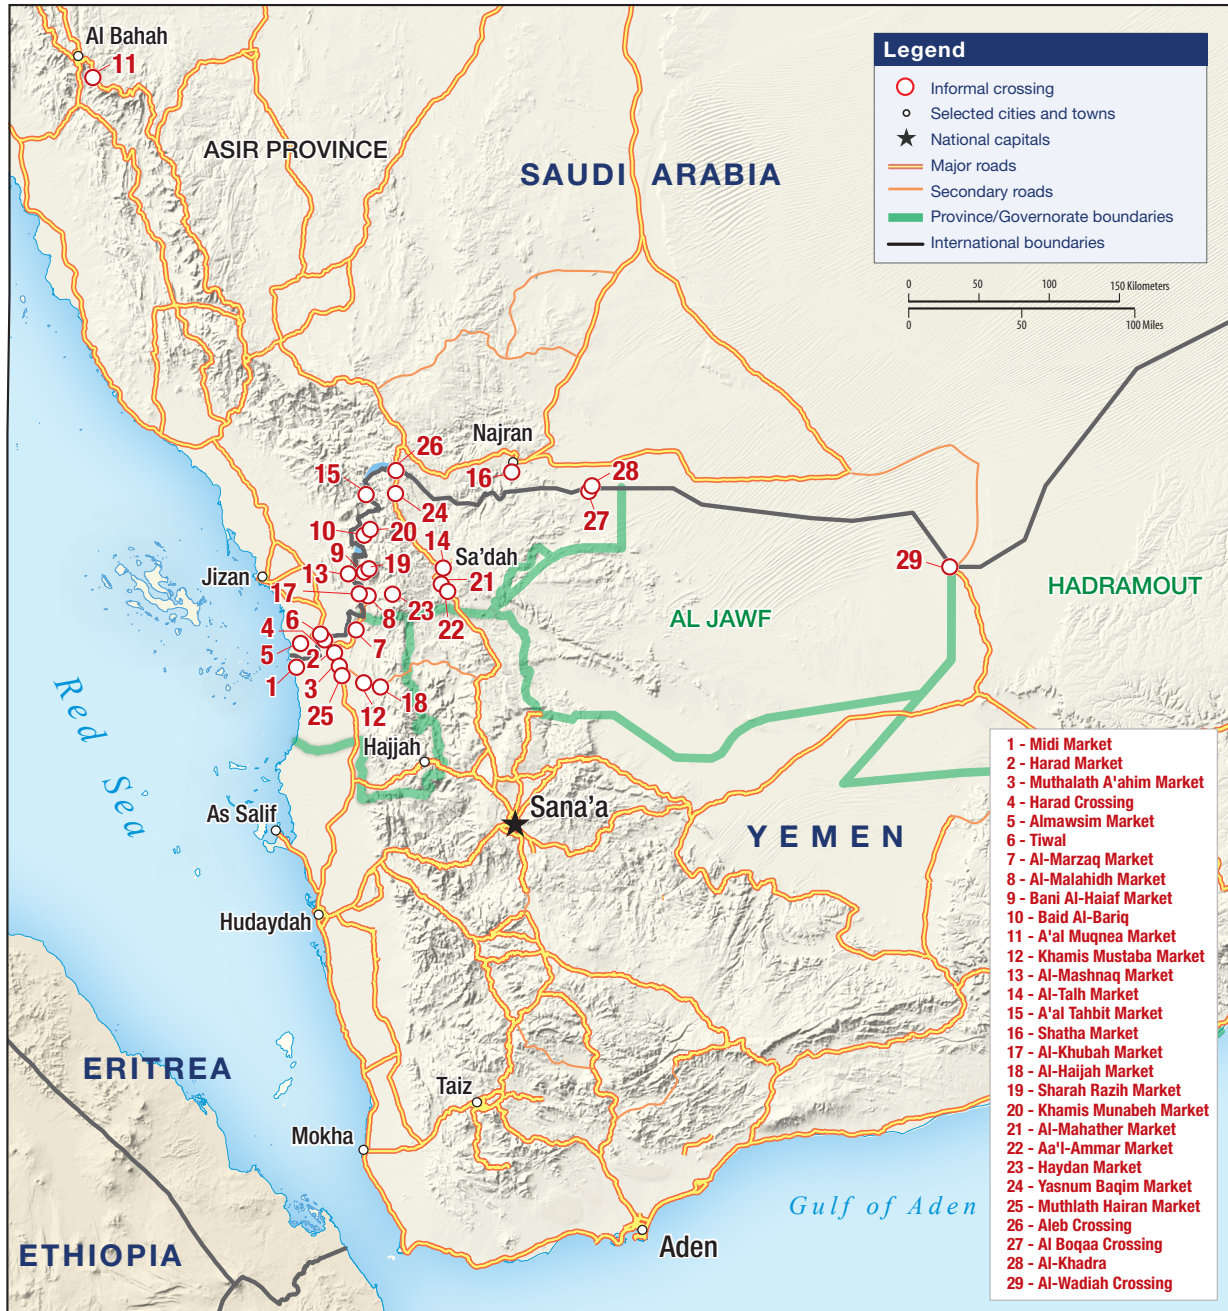 Al Bahah
11
ASIR PROVINCE
SAUDI ARABIA
Legend
Informal crossing
Selected cities and towns
National capitals
Major roads
Secondary roads
Province/Governorate boundaries
International boundaries
0 50 100 150 Kilometers
0 50 100 Miles
Najran
26
15
16
28
24
27
10
20
14
9
Sa'dah
29
13
19
Jizan
21
HADRAMOUT
17
8
23
22
AL JAWF
6
4
5
2
7
1
3
18
25
12
Red Sea
Hajjah
As Salif
Sana'a
YEMEN
Hudaydah
ERITREA
Taiz
Mokha
Gulf of Aden
ETHIOPIA
Aden
1 - Midi Market
2 - Harad Market
3 - Muthalath A'ahim Market
4 - Harad Crossing
5 - Almawsim Market
6 - Tiwal
7 - Al-Marzaq Market
8 - Al-Malahidh Market
9 - Bani Al-Haiaf Market
10 - Baid Al-Bariq
11 - A'al Muqnea Market
12 - Khamis Mustaba Market
13 - Al-Mashnaq Market
14 - Al-Talh Market
15 - A'al Tahbit Market
16 - Shatha Market
17 - Al-Khubah Market
18 - Al-Haijah Market
19 - Sharah Razih Market
20 - Khamis Munabeh Market
21 - Al-Mahather Market
22 - Aa'l-Ammar Market
23 - Haydan Market
24 - Yasnum Baqim Market
25 - Muthlath Hairan Market
26 - Aleb Crossing
27 - Al Boqaa Crossing
28 - Al-Khadra
29 - Al-Wadiah Crossing